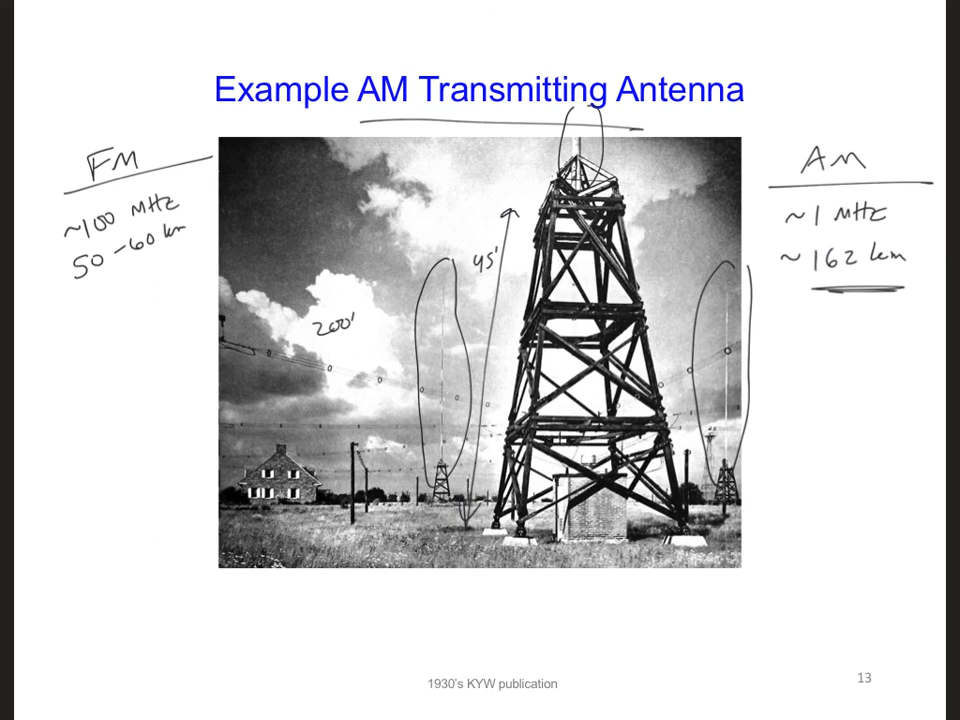 Example AM Transmitting Antenna
FM
~100 MHz
50-60 km
AM
~1 MHz
~162 km
45'
200'
1930's KYW publication
13